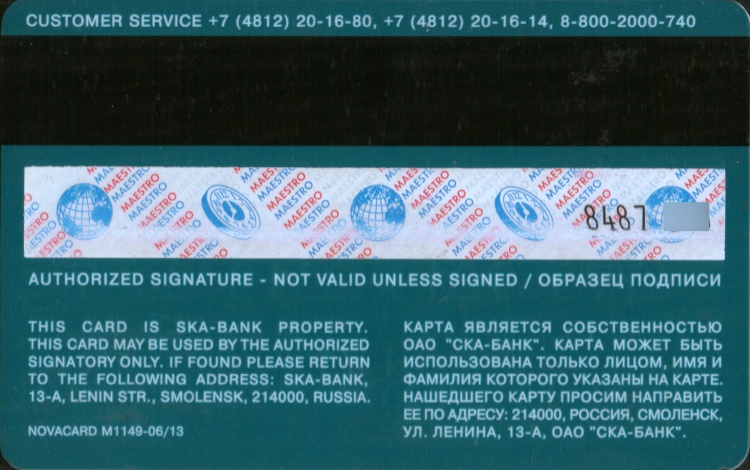 CUSTOMER SERVICE +7 (4812) 20-16-80, +7 (4812) 20-16-14, 8-800-2000-740
MAESTRO MAESTRO MAESTRO MAESTRO MAESTRO
8487
AUTHORIZED SIGNATURE - NOT VALID UNLESS SIGNED / ОБРАЗЕЦ ПОДПИСИ
THIS CARD IS SKA-BANK PROPERTY.
THIS CARD MAY BE USED BY THE AUTHORIZED
SIGNATORY ONLY. IF FOUND PLEASE RETURN
TO THE FOLLOWING ADDRESS: SKA-BANK,
13-A, LENIN STR., SMOLENSK, 214000, RUSSIA.
NOVACARD M1149-06/13
КАРТА ЯВЛЯЕТСЯ СОБСТВЕННОСТЬЮ
ОАО "СКА-БАНК". КАРТА МОЖЕТ БЫТЬ
ИСПОЛЬЗОВАНА ТОЛЬКО ЛИЦОМ, ИМЯ И
ФАМИЛИЯ КОТОРОГО УКАЗАНЫ НА КАРТЕ.
НАШЕДШЕГО КАРТУ ПРОСИМ НАПРАВИТЬ
ЕЕ ПО АДРЕСУ: 214000, РОССИЯ, СМОЛЕНСК,
УЛ. ЛЕНИНА, 13-А, ОАО "СКА-БАНК".